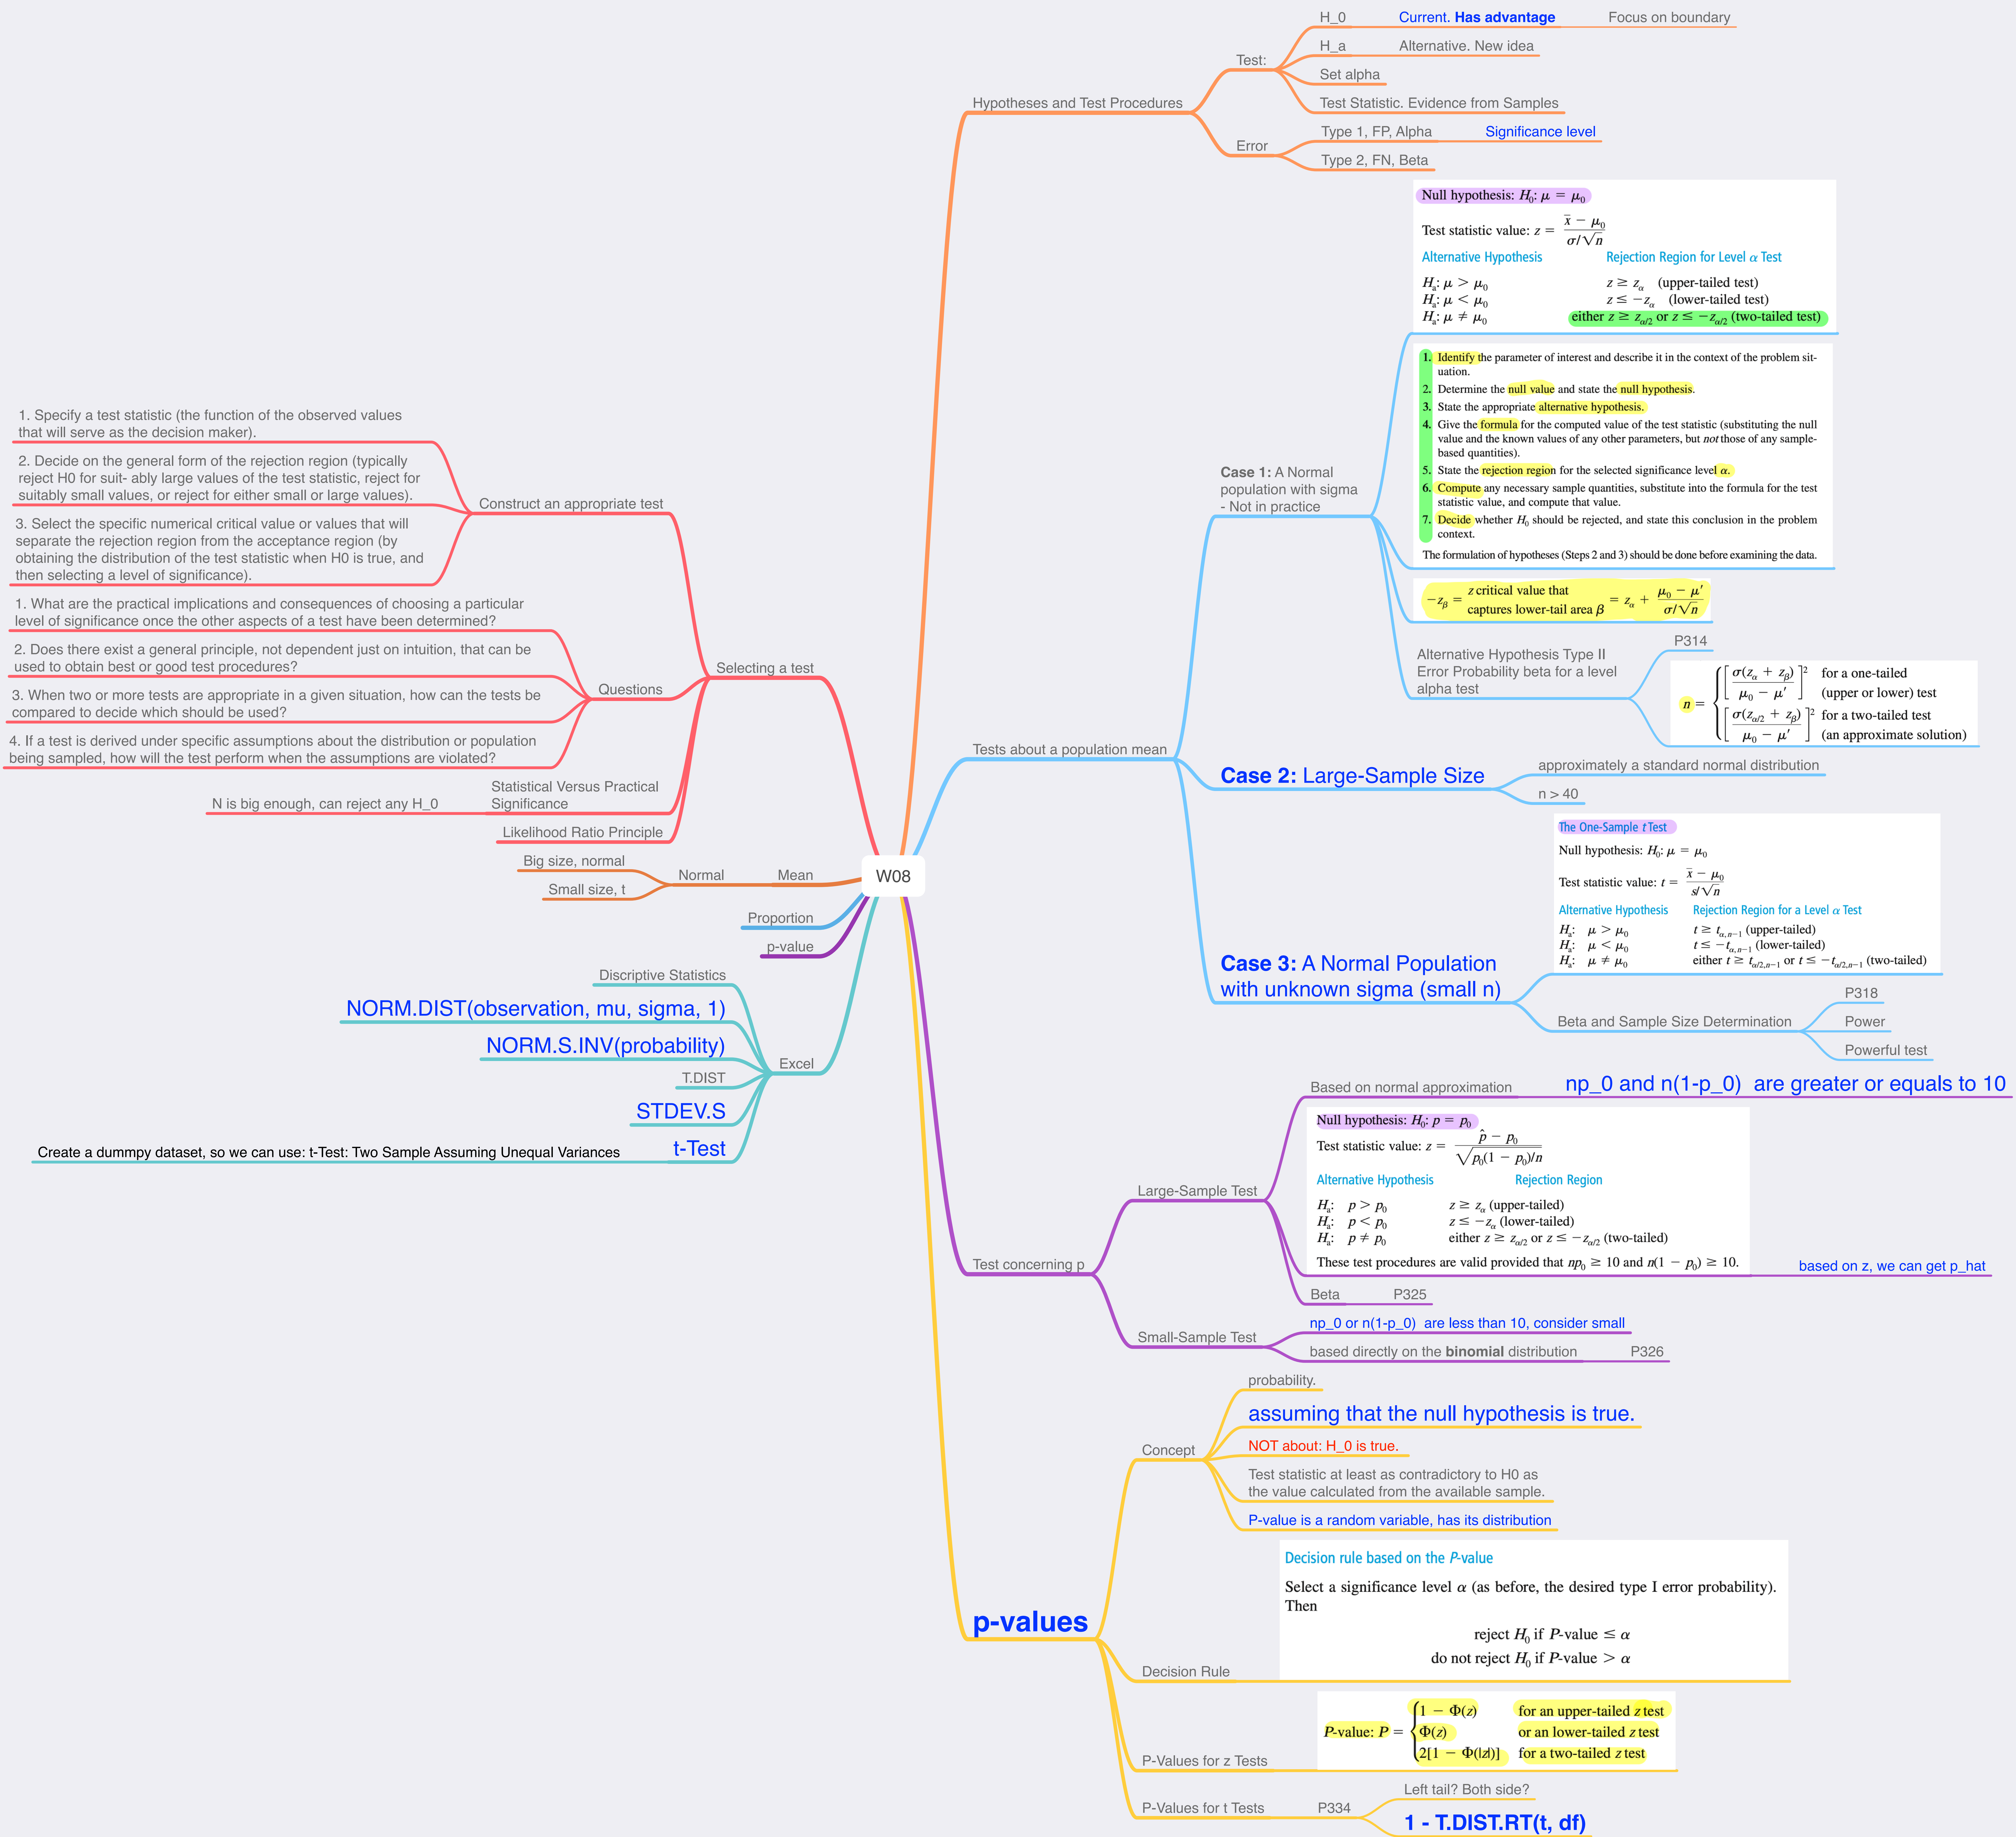 W08
Hypotheses and Test Procedures
Test:
H_0
Current. Has advantage
Focus on boundary
H_a
Alternative. New idea
Set alpha
Test Statistic. Evidence from Samples
Error
Type 1, FP, Alpha
Significance level
Type 2, FN, Beta
Tests about a population mean
Case 1: A Normal
population with sigma
- Not in practice
Null hypothesis: H₀: μ = μ₀
Test statistic value: z = (x̄ − μ₀) / (σ/√n)
Alternative Hypothesis Rejection Region for Level α Test
Hₐ: μ > μ₀ z ≥ z_α (upper-tailed test)
Hₐ: μ < μ₀ z ≤ −z_α (lower-tailed test)
Hₐ: μ ≠ μ₀ either z ≥ z_α/2 or z ≤ −z_α/2 (two-tailed test)
1. Identify the parameter of interest and describe it in the context of the problem sit-
uation.
2. Determine the null value and state the null hypothesis.
3. State the appropriate alternative hypothesis.
4. Give the formula for the computed value of the test statistic (substituting the null
value and the known values of any other parameters, but not those of any sample-
based quantities).
5. State the rejection region for the selected significance level α.
6. Compute any necessary sample quantities, substitute into the formula for the test
statistic value, and compute that value.
7. Decide whether H₀ should be rejected, and state this conclusion in the problem
context.
The formulation of hypotheses (Steps 2 and 3) should be done before examining the data.
−z_β = z critical value that
captures lower-tail area β = z_α + (μ₀ − μ′) / (σ/√n)
Alternative Hypothesis Type II
Error Probability beta for a level
alpha test
P314
n = { [σ(z_α + z_β) / (μ₀ − μ′)]² for a one-tailed
(upper or lower) test
[σ(z_α/2 + z_β) / (μ₀ − μ′)]² for a two-tailed test
(an approximate solution)
Case 2: Large-Sample Size
approximately a standard normal distribution
n > 40
Case 3: A Normal Population
with unknown sigma (small n)
The One-Sample t Test
Null hypothesis: H₀: μ = μ₀
Test statistic value: t = (x̄ − μ₀) / (s/√n)
Alternative Hypothesis Rejection Region for a Level α Test
Hₐ: μ > μ₀ t ≥ t_α,n−1 (upper-tailed)
Hₐ: μ < μ₀ t ≤ −t_α,n−1 (lower-tailed)
Hₐ: μ ≠ μ₀ either t ≥ t_α/2,n−1 or t ≤ −t_α/2,n−1 (two-tailed)
Beta and Sample Size Determination
P318
Power
Powerful test
Test concerning p
Large-Sample Test
Based on normal approximation
np_0 and n(1-p_0) are greater or equals to 10
Null hypothesis: H₀: p = p₀
Test statistic value: z = (p̂ − p₀) / √(p₀(1 − p₀)/n)
Alternative Hypothesis Rejection Region
Hₐ: p > p₀ z ≥ z_α (upper-tailed)
Hₐ: p < p₀ z ≤ −z_α (lower-tailed)
Hₐ: p ≠ p₀ either z ≥ z_α/2 or z ≤ −z_α/2 (two-tailed)
These test procedures are valid provided that np₀ ≥ 10 and n(1 − p₀) ≥ 10.
based on z, we can get p_hat
Beta
P325
Small-Sample Test
np_0 or n(1-p_0) are less than 10, consider small
based directly on the binomial distribution
P326
p-values
Concept
probability.
assuming that the null hypothesis is true.
NOT about: H_0 is true.
Test statistic at least as contradictory to H0 as
the value calculated from the available sample.
P-value is a random variable, has its distribution
Decision Rule
Decision rule based on the P-value
Select a significance level α (as before, the desired type I error probability).
Then
reject H₀ if P-value ≤ α
do not reject H₀ if P-value > α
P-Values for z Tests
P-value: P = { 1 − Φ(z) for an upper-tailed z test
Φ(z) or an lower-tailed z test
2[1 − Φ(|z|)] for a two-tailed z test
P-Values for t Tests
P334
Left tail? Both side?
1 - T.DIST.RT(t, df)
Selecting a test
Construct an appropriate test
1. Specify a test statistic (the function of the observed values
that will serve as the decision maker).
2. Decide on the general form of the rejection region (typically
reject H0 for suit- ably large values of the test statistic, reject for
suitably small values, or reject for either small or large values).
3. Select the specific numerical critical value or values that will
separate the rejection region from the acceptance region (by
obtaining the distribution of the test statistic when H0 is true, and
then selecting a level of significance).
Questions
1. What are the practical implications and consequences of choosing a particular
level of significance once the other aspects of a test have been determined?
2. Does there exist a general principle, not dependent just on intuition, that can be
used to obtain best or good test procedures?
3. When two or more tests are appropriate in a given situation, how can the tests be
compared to decide which should be used?
4. If a test is derived under specific assumptions about the distribution or population
being sampled, how will the test perform when the assumptions are violated?
Statistical Versus Practical
Significance
N is big enough, can reject any H_0
Likelihood Ratio Principle
Mean
Normal
Big size, normal
Small size, t
Proportion
p-value
Excel
Discriptive Statistics
NORM.DIST(observation, mu, sigma, 1)
NORM.S.INV(probability)
T.DIST
STDEV.S
t-Test
Create a dummpy dataset, so we can use: t-Test: Two Sample Assuming Unequal Variances